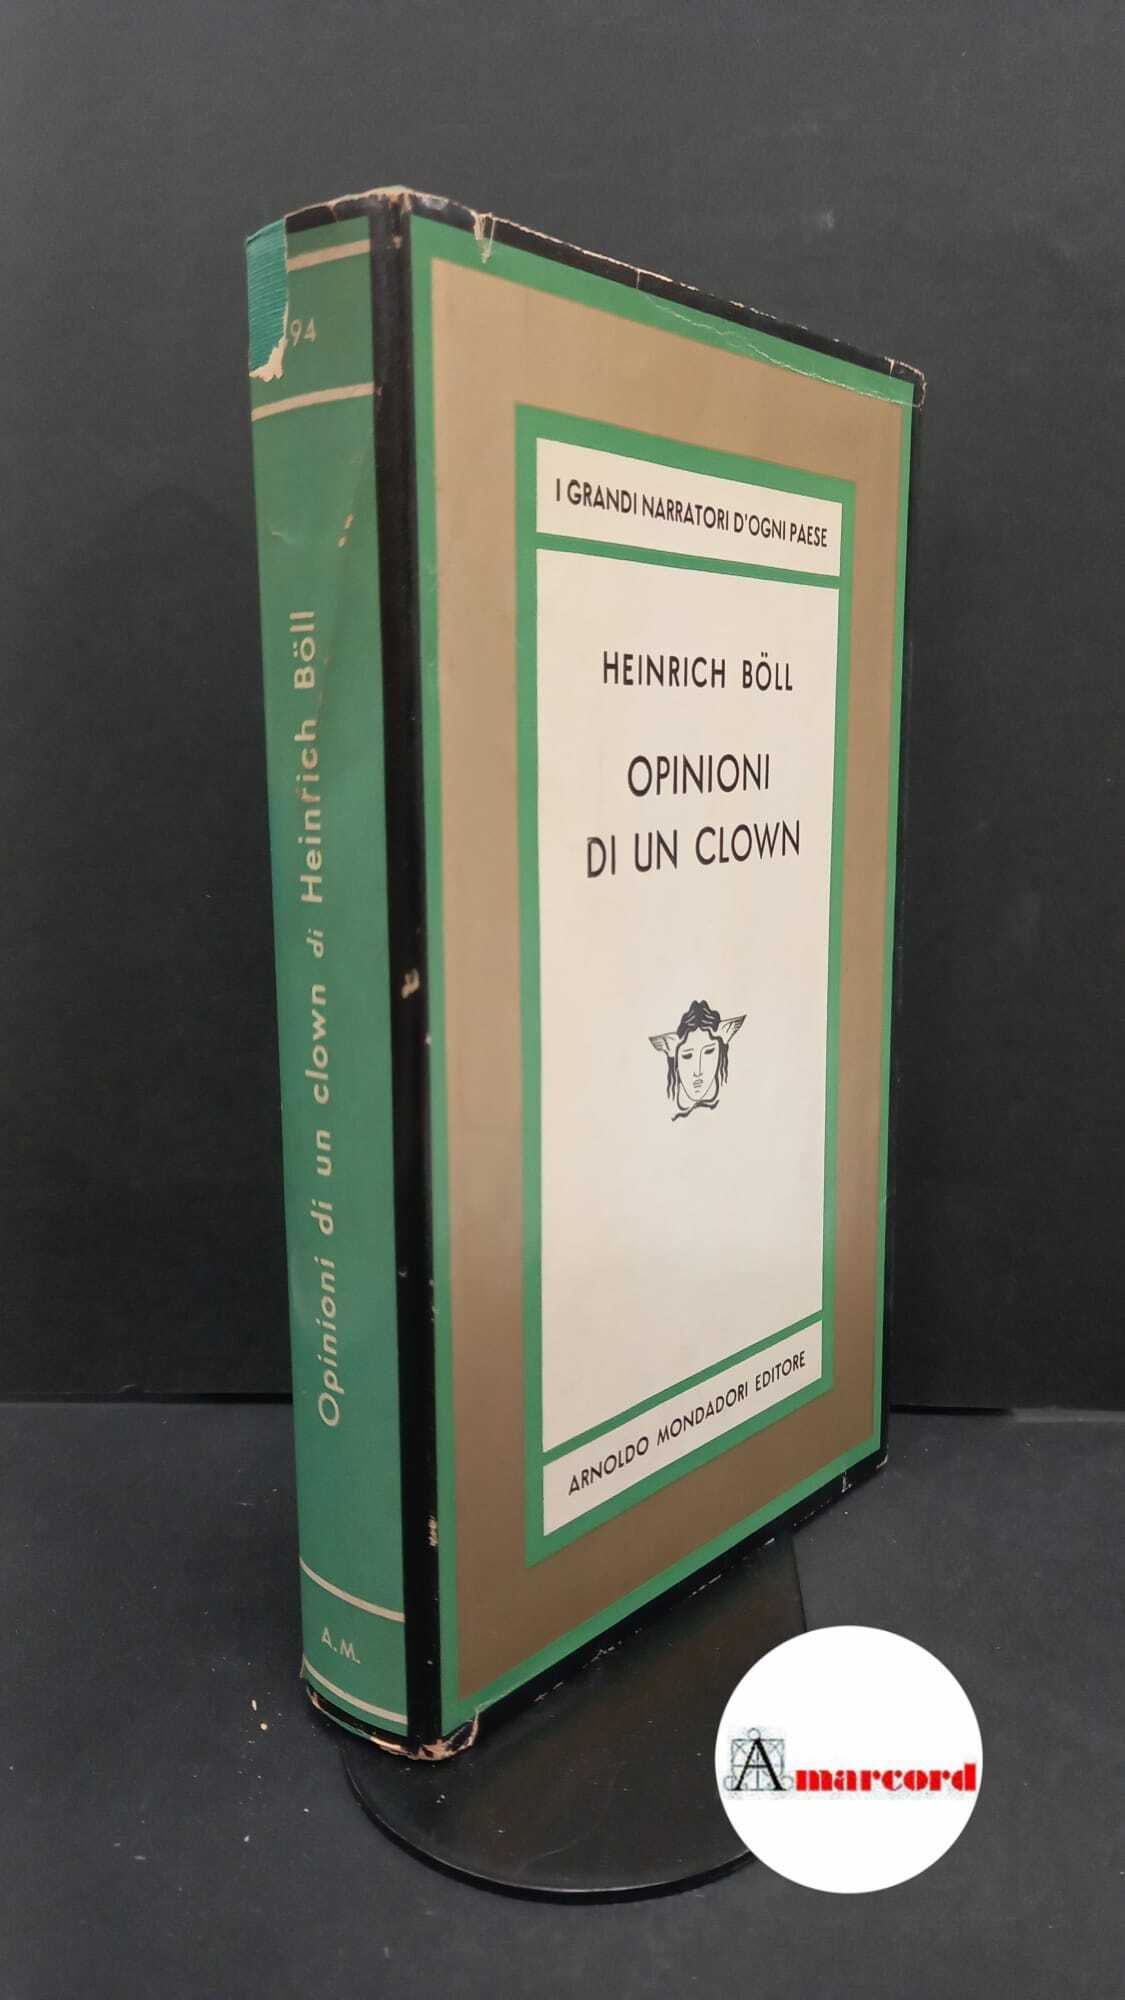 94
Opinioni di un clown di Heinrich Böll
A.M.
I GRANDI NARRATORI D'OGNI PAESE
HEINRICH BÖLL
OPINIONI
DI UN CLOWN
ARNOLDO MONDADORI EDITORE
Amarcord